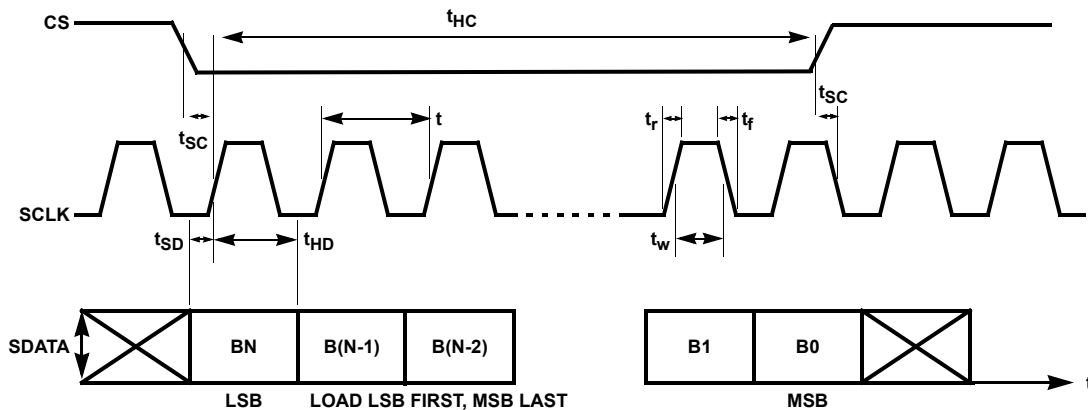 CS
tHC
tSC
tSC
t
tr
tf
SCLK
tSD
tHD
tw
SDATA
BN
B(N-1)
B(N-2)
B1
B0
t
LSB
LOAD LSB FIRST, MSB LAST
MSB